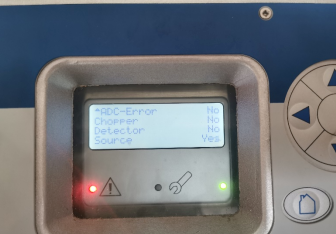 *ADC-Error No
Chopper No
Detector No
Source Yes